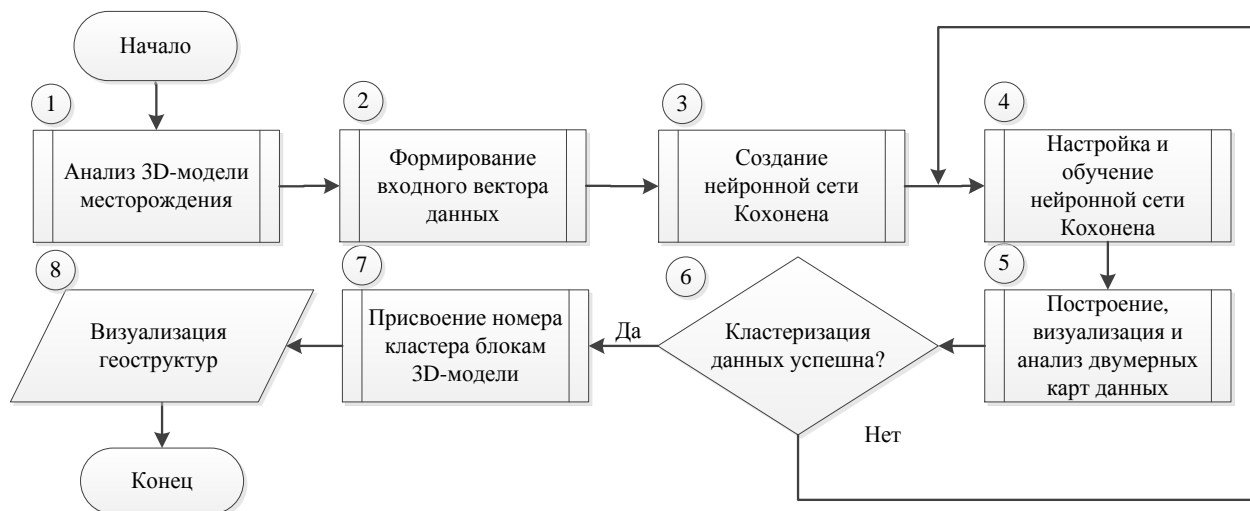 Начало
1
Анализ 3D-модели
месторождения
2
Формирование
входного вектора
данных
3
Создание
нейронной сети
Кохонена
4
Настройка и
обучение
нейронной сети
Кохонена
5
Построение,
визуализация и
анализ двумерных
карт данных
6
Кластеризация
данных успешна?
Да
Нет
7
Присвоение номера
кластера блокам
3D-модели
8
Визуализация
геоструктур
Конец